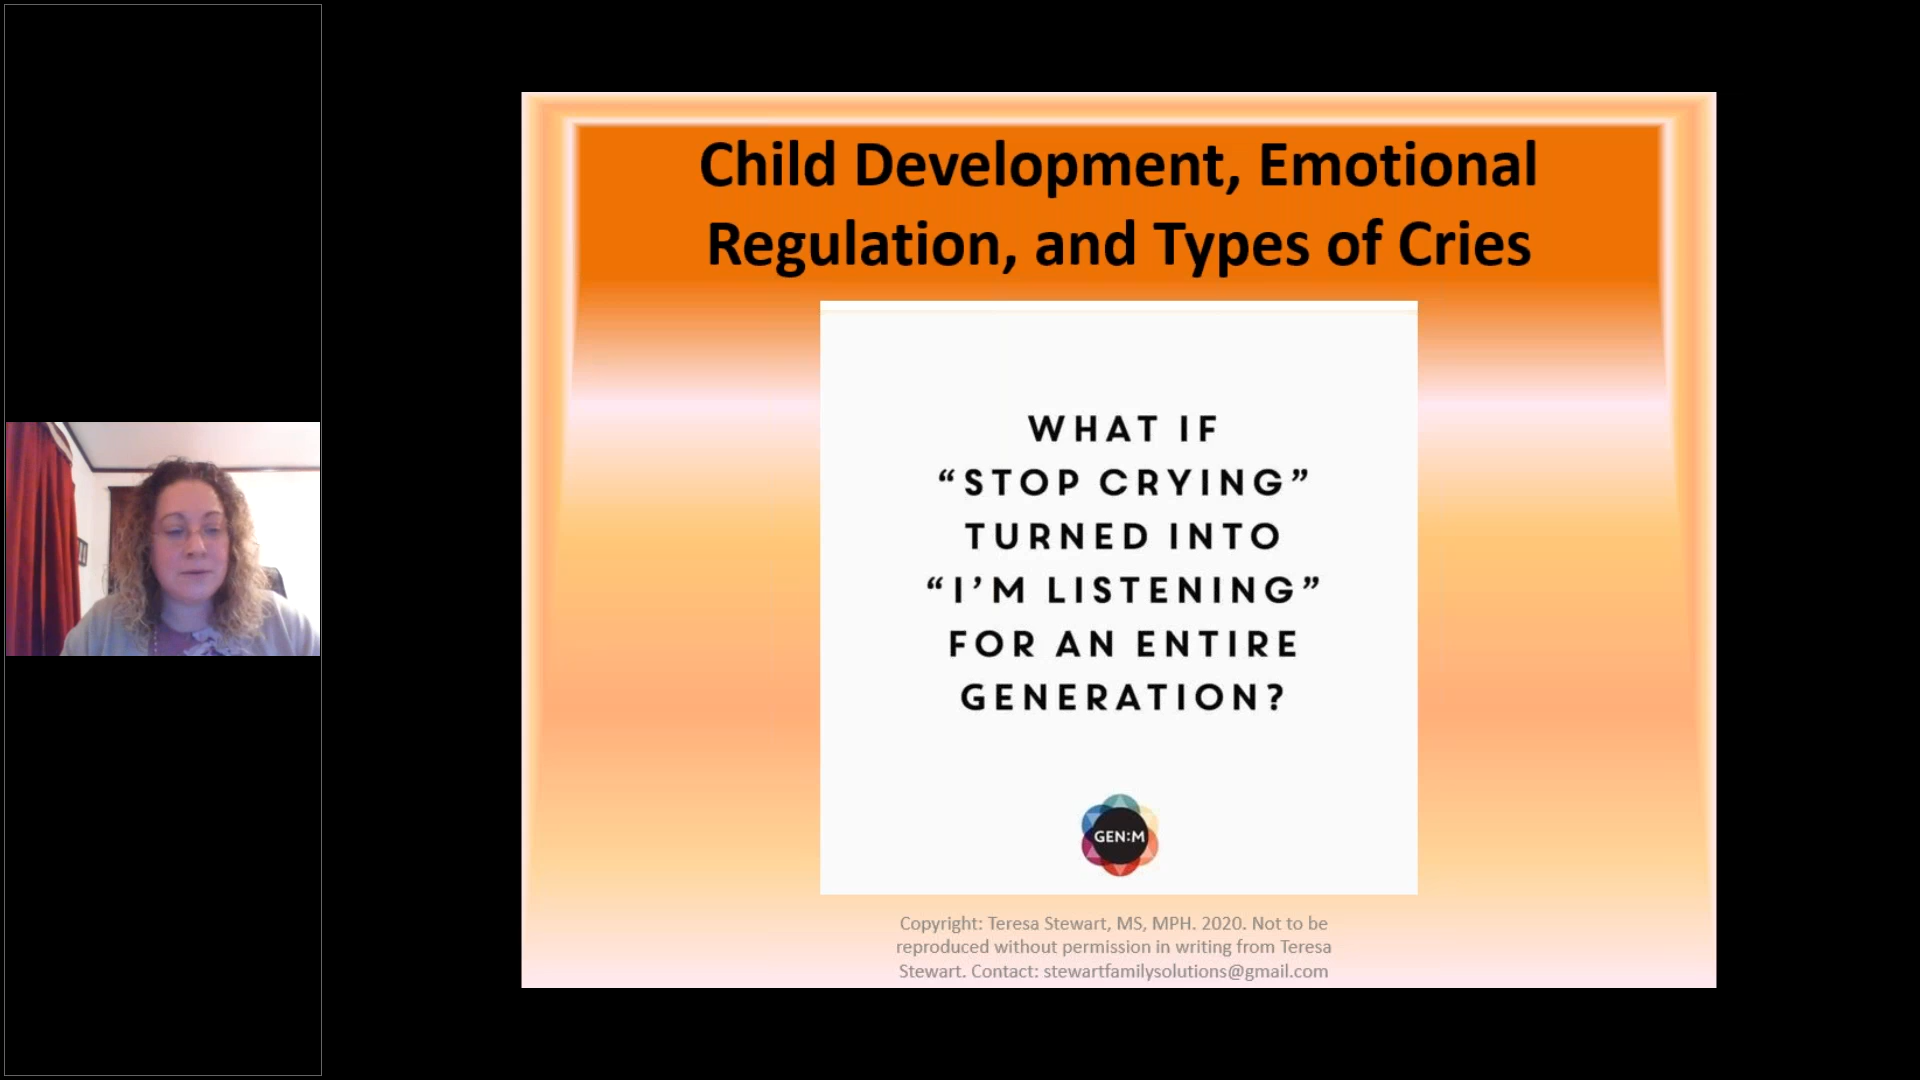 Child Development, Emotional
Regulation, and Types of Cries
WHAT IF
“STOP CRYING”
TURNED INTO
“I’M LISTENING”
FOR AN ENTIRE
GENERATION?
GEN:M
Copyright: Teresa Stewart, MS, MPH. 2020. Not to be
reproduced without permission in writing from Teresa
Stewart. Contact: stewartfamilysolutions@gmail.com